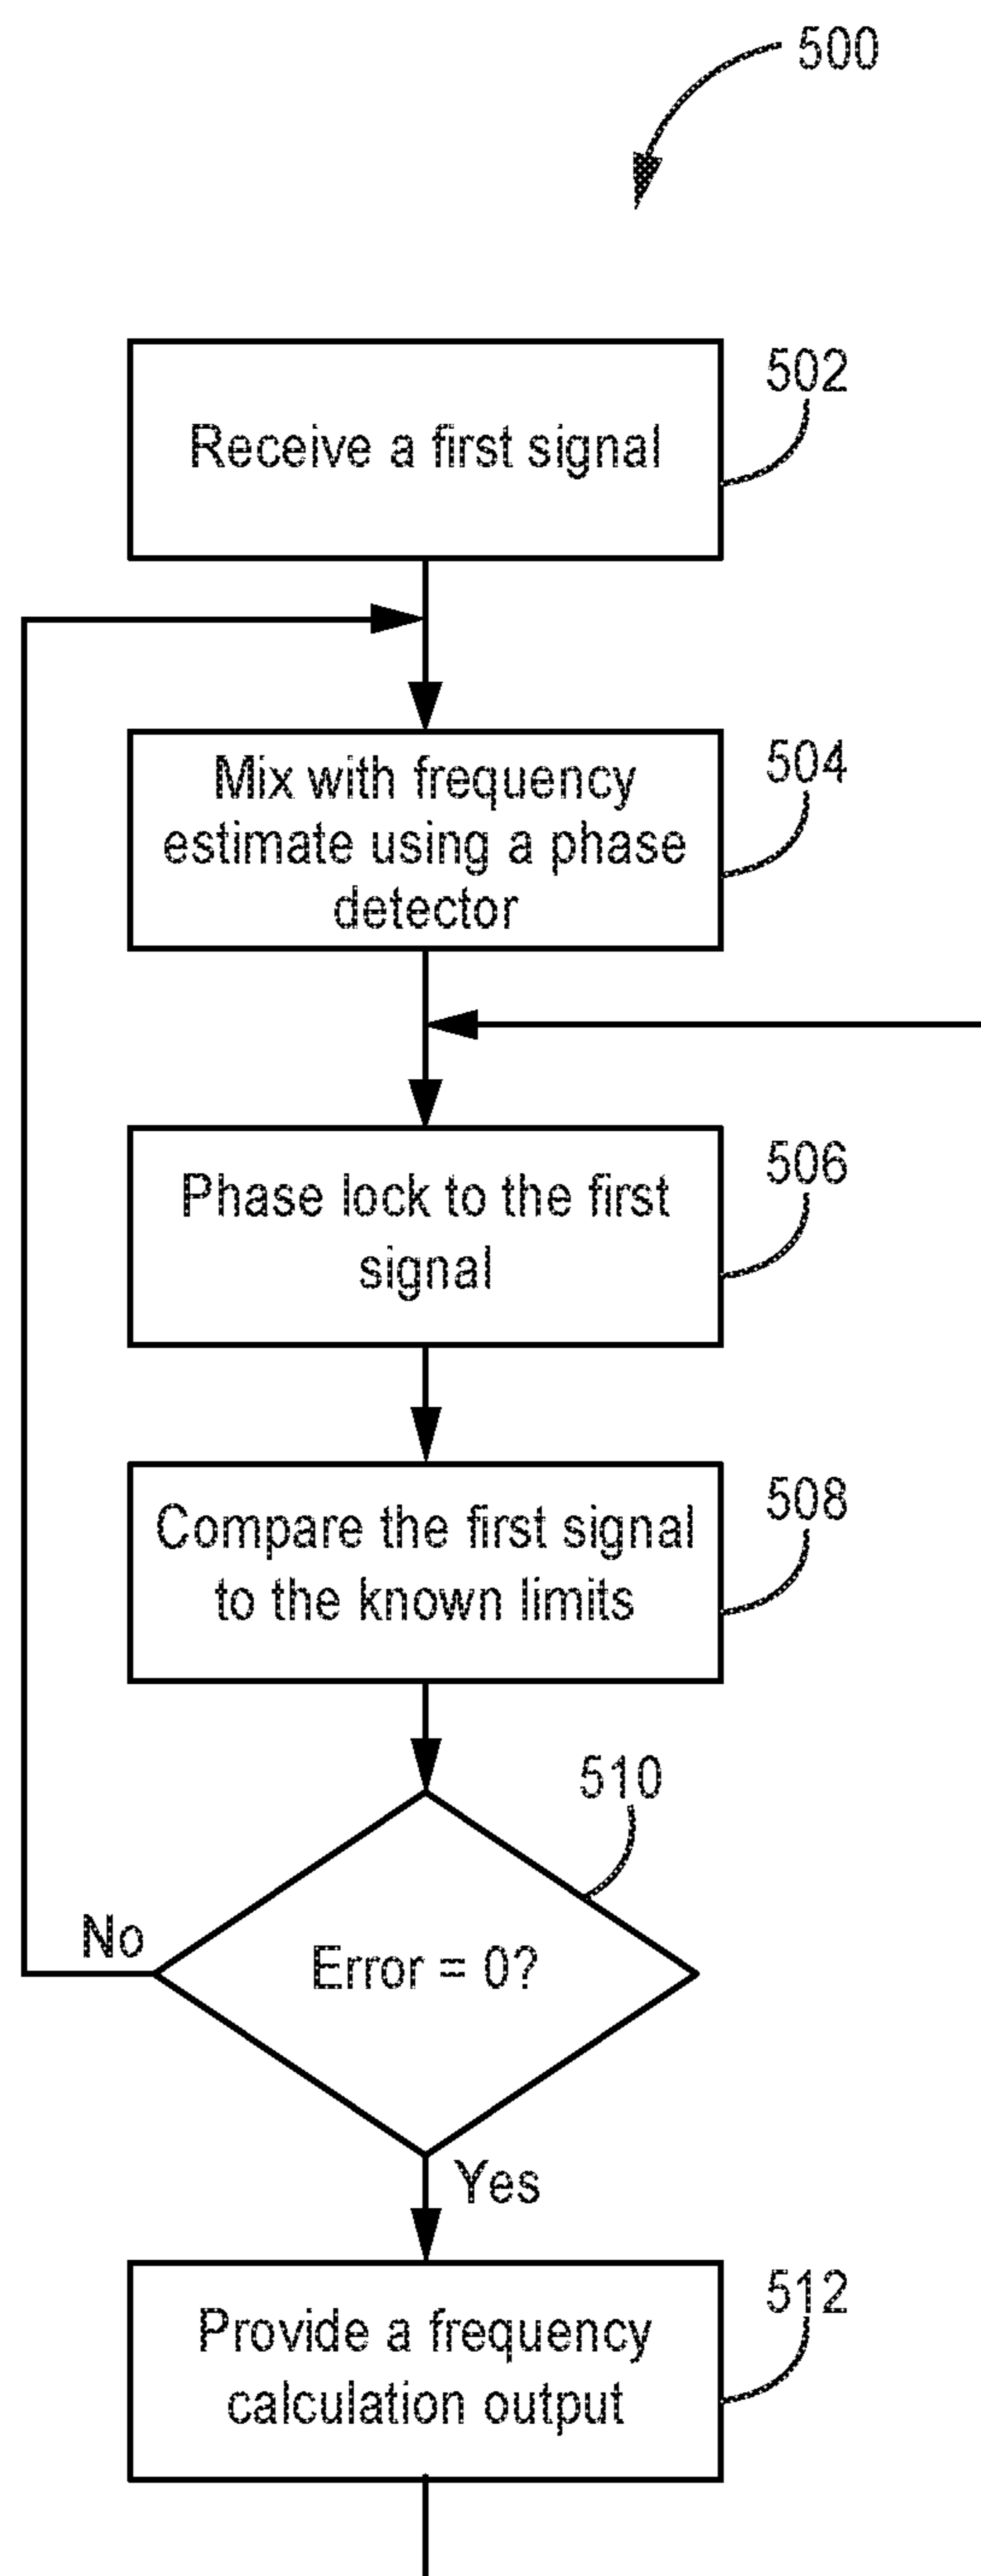 500
502
Receive a first signal
504
Mix with frequency
estimate using a phase
detector
506
Phase lock to the first
signal
508
Compare the first signal
to the known limits
510
No
Error = 0?
Yes
512
Provide a frequency
calculation output